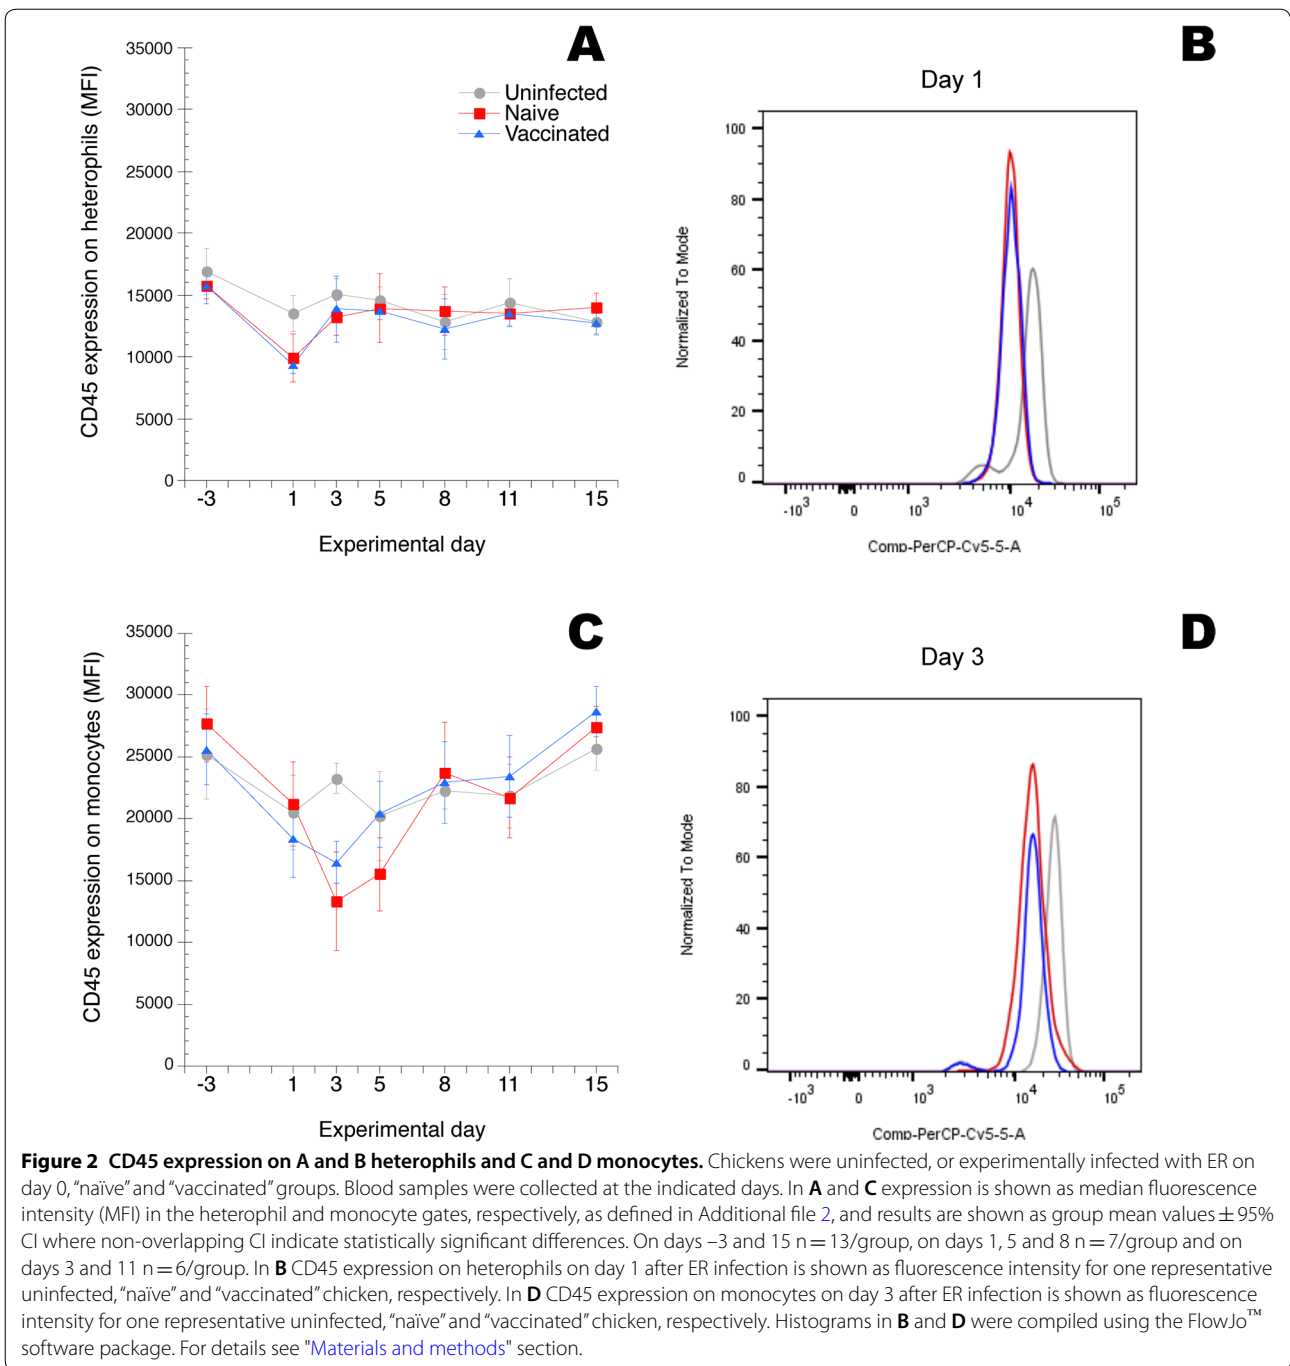 A
CD45 expression on heterophils (MFI)
35000
30000
25000
20000
15000
10000
5000
0
Uninfected
Naive
Vaccinated
-3 1 3 5 8 11 15
Experimental day
B
Day 1
Normalized To Mode
100
80
60
40
20
0
-10^3 0 10^3 10^4 10^5
Comp-PerCP-Cy5-5-A
C
CD45 expression on monocytes (MFI)
35000
30000
25000
20000
15000
10000
5000
0
-3 1 3 5 8 11 15
Experimental day
D
Day 3
Normalized To Mode
100
80
60
40
20
0
-10^3 0 10^3 10^4 10^5
Comp-PerCP-Cy5-5-A
Figure 2 CD45 expression on A and B heterophils and C and D monocytes. Chickens were uninfected, or experimentally infected with ER on
day 0, “naïve” and “vaccinated” groups. Blood samples were collected at the indicated days. In A and C expression is shown as median fluorescence
intensity (MFI) in the heterophil and monocyte gates, respectively, as defined in Additional file 2, and results are shown as group mean values ± 95%
CI where non-overlapping CI indicate statistically significant differences. On days –3 and 15 n = 13/group, on days 1, 5 and 8 n = 7/group and on
days 3 and 11 n = 6/group. In B CD45 expression on heterophils on day 1 after ER infection is shown as fluorescence intensity for one representative
uninfected, “naïve” and “vaccinated” chicken, respectively. In D CD45 expression on monocytes on day 3 after ER infection is shown as fluorescence
intensity for one representative uninfected, “naïve” and “vaccinated” chicken, respectively. Histograms in B and D were compiled using the FlowJo™
software package. For details see "Materials and methods" section.